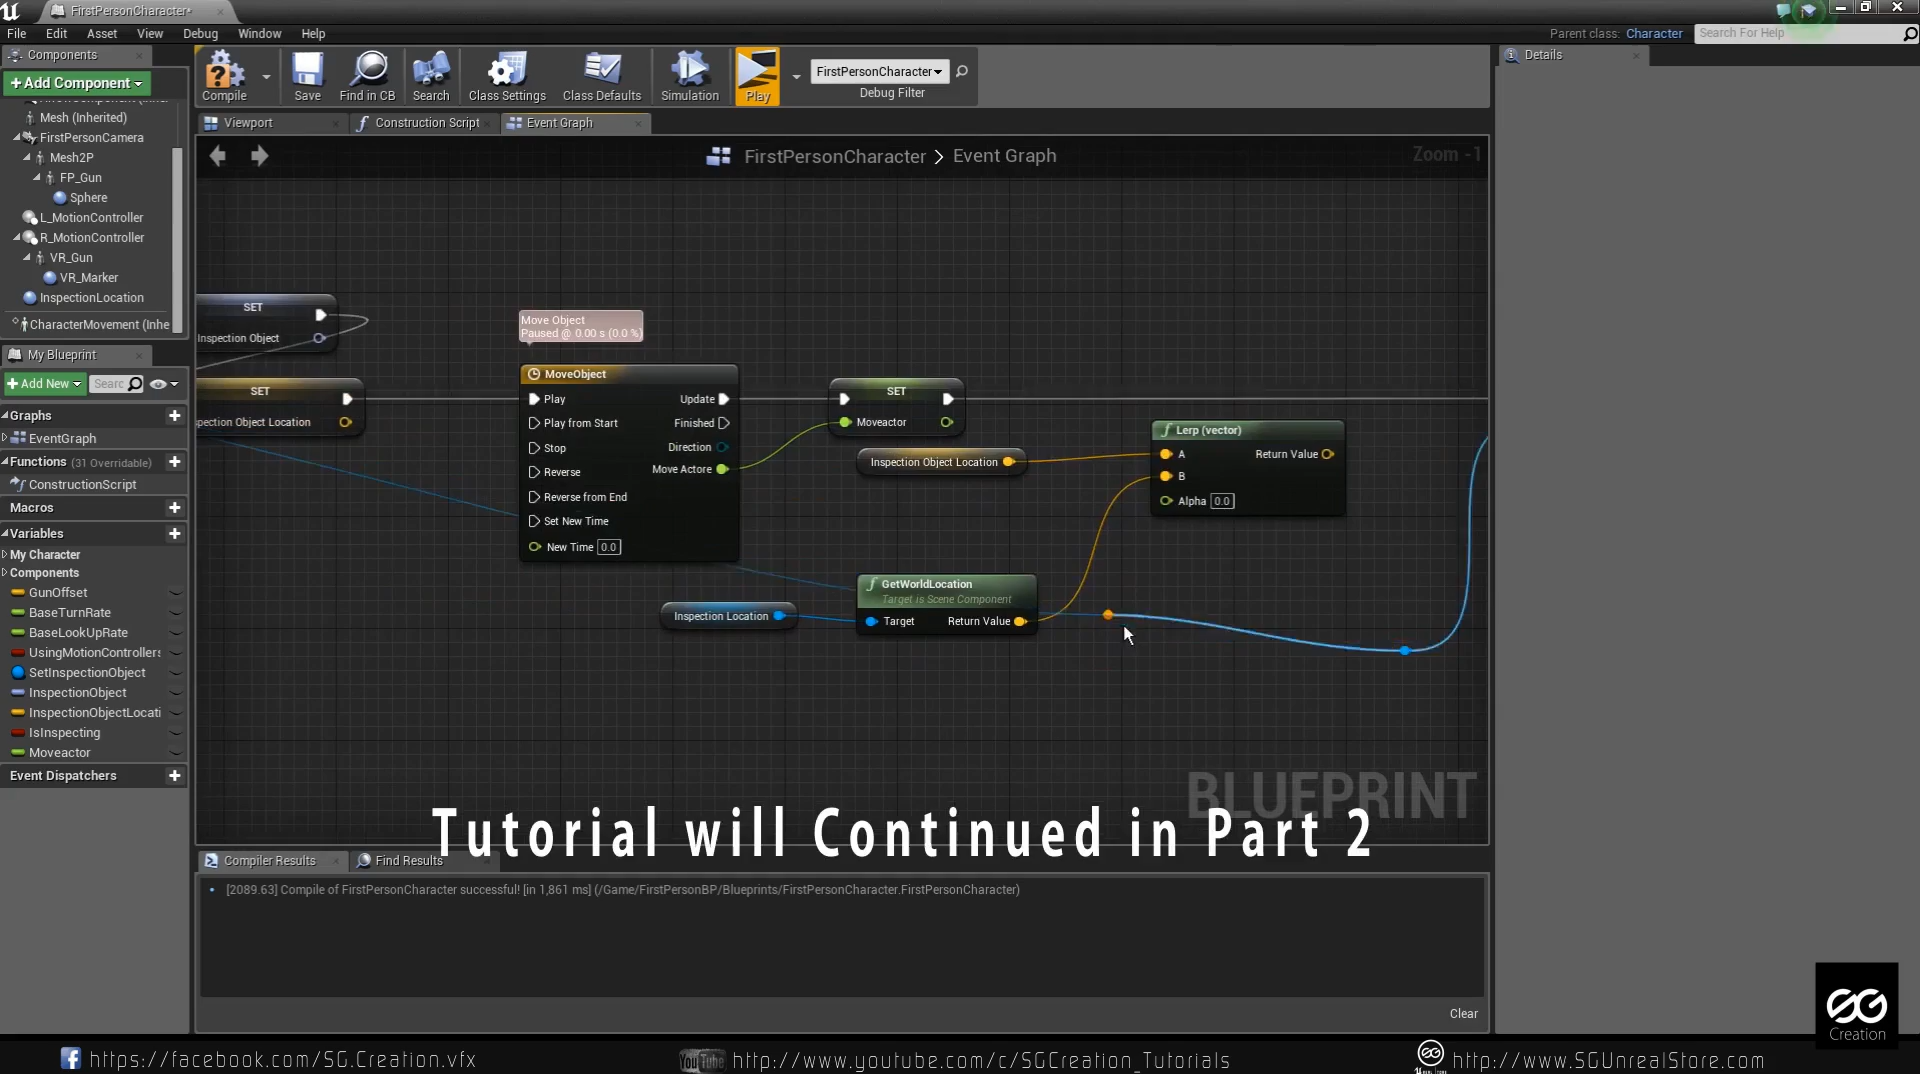 FirstPersonCharacter*
File Edit Asset View Debug Window Help
Parent class: Character
Search For Help
Components
+Add Component
Mesh (Inherited)
FirstPersonCamera
Mesh2P
FP_Gun
Sphere
L_MotionController
R_MotionController
VR_Gun
VR_Marker
InspectionLocation
CharacterMovement (Inhe
My Blueprint
+Add New
Searc
Graphs
EventGraph
Functions (31 Overridable)
ConstructionScript
Macros
Variables
My Character
Components
GunOffset
BaseTurnRate
BaseLookUpRate
UsingMotionControllers
SetInspectionObject
InspectionObject
InspectionObjectLocati
IsInspecting
Moveactor
Event Dispatchers
Compile
Save
Find in CB
Search
Class Settings
Class Defaults
Simulation
Play
FirstPersonCharacter
Debug Filter
Details
Viewport
Construction Script
Event Graph
FirstPersonCharacter > Event Graph
Zoom -1
SET
Inspection Object
SET
spection Object Location
Move Object
Paused @ 0.00 s (0.0 %)
MoveObject
Play
Play from Start
Stop
Reverse
Reverse from End
Set New Time
New Time 0.0
Update
Finished
Direction
Move Actore
SET
Moveactor
Inspection Object Location
Lerp (vector)
A
B
Alpha 0.0
Return Value
GetWorldLocation
Target is Scene Component
Target
Return Value
Inspection Location
BLUEPRINT
Tutorial will Continued in Part 2
Compiler Results
Find Results
[2089.63] Compile of FirstPersonCharacter successful! [in 1,861 ms] (/Game/FirstPersonBP/Blueprints/FirstPersonCharacter.FirstPersonCharacter)
Clear
SG
Creation
https://facebook.com/SG.Creation.vfx
YouTube
http://www.youtube.com/c/SGCreation_Tutorials
http://www.SGUnrealStore.com